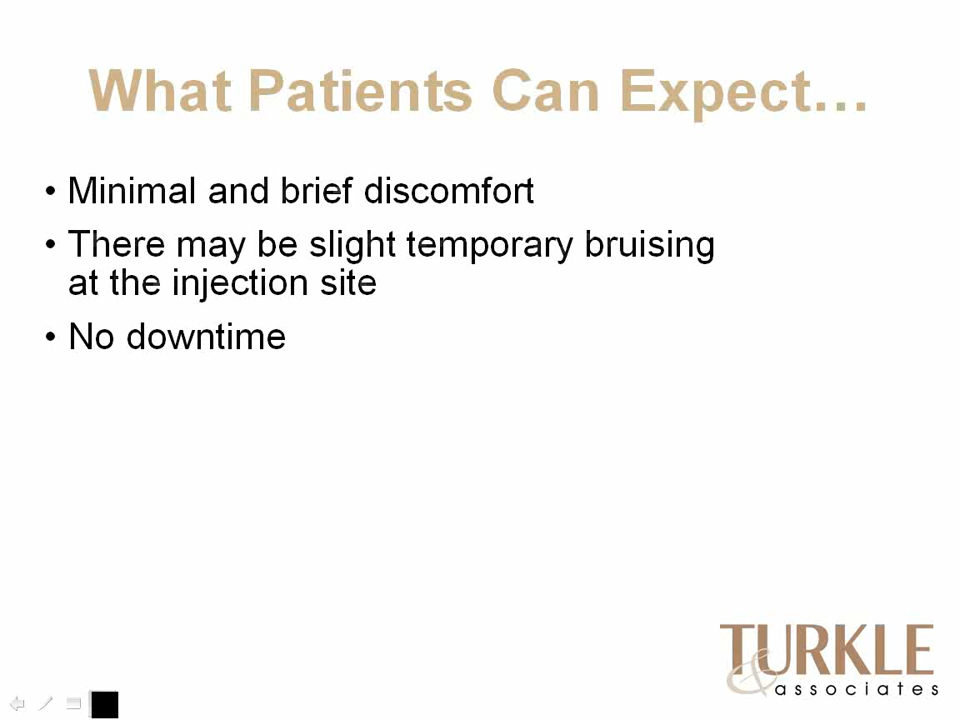 What Patients Can Expect…
• Minimal and brief discomfort
• There may be slight temporary bruising
at the injection site
• No downtime
TURKLE
& associates